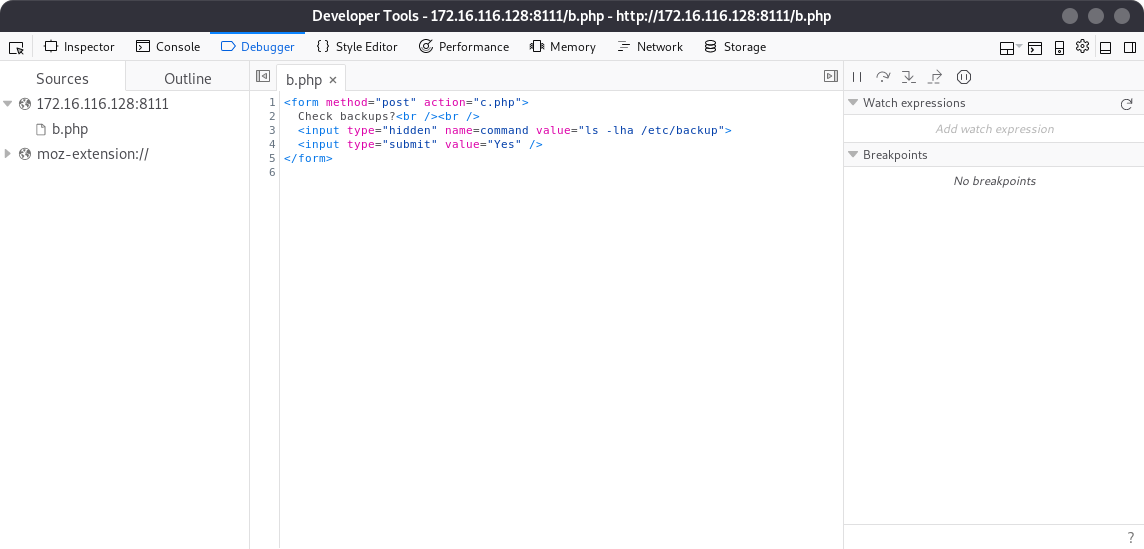 Developer Tools - 172.16.116.128:8111/b.php - http://172.16.116.128:8111/b.php
Inspector Console Debugger {} Style Editor Performance Memory Network Storage
Sources Outline
172.16.116.128:8111
b.php
moz-extension://
b.php ×
1 <form method="post" action="c.php">
2   Check backups?<br /><br />
3   <input type="hidden" name=command value="ls -lha /etc/backup">
4   <input type="submit" value="Yes" />
5 </form>
6
Watch expressions
Add watch expression
Breakpoints
No breakpoints
?